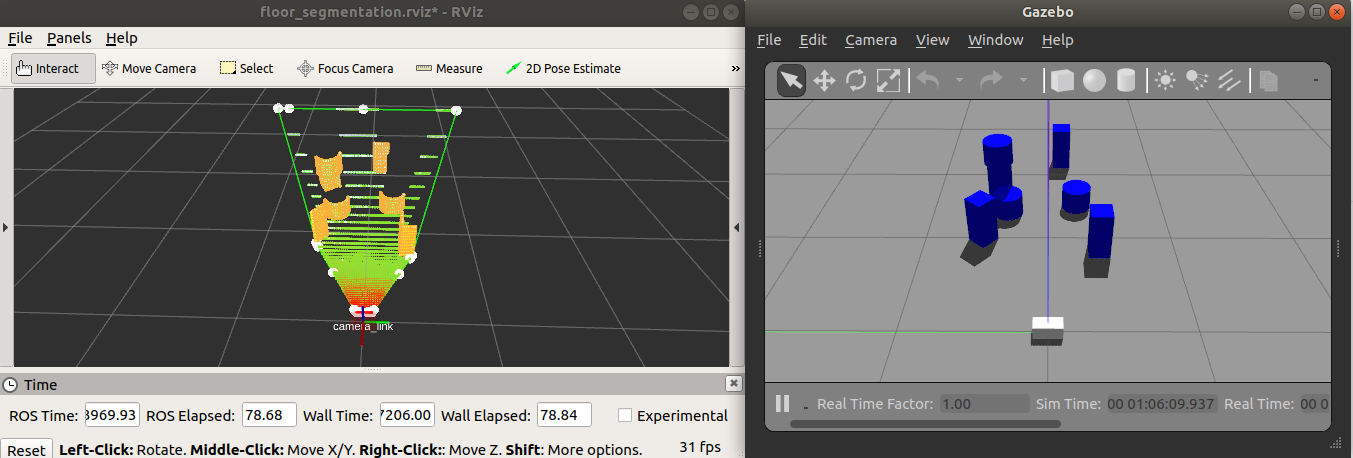 floor_segmentation.rviz* - RViz
File Panels Help
Interact Move Camera Select Focus Camera Measure 2D Pose Estimate »
camera_link
Time
ROS Time: 3969.93 ROS Elapsed: 78.68 Wall Time: 7206.00 Wall Elapsed: 78.84 Experimental
Reset Left-Click: Rotate. Middle-Click: Move X/Y. Right-Click:: Move Z. Shift: More options. 31 fps
Gazebo
File Edit Camera View Window Help
Real Time Factor: 1.00 Sim Time: 00 01:06:09.937 Real Time: 00 0